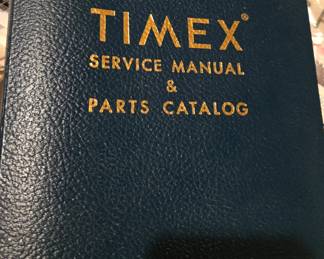 TIMEX®
SERVICE MANUAL
&
PARTS CATALOG